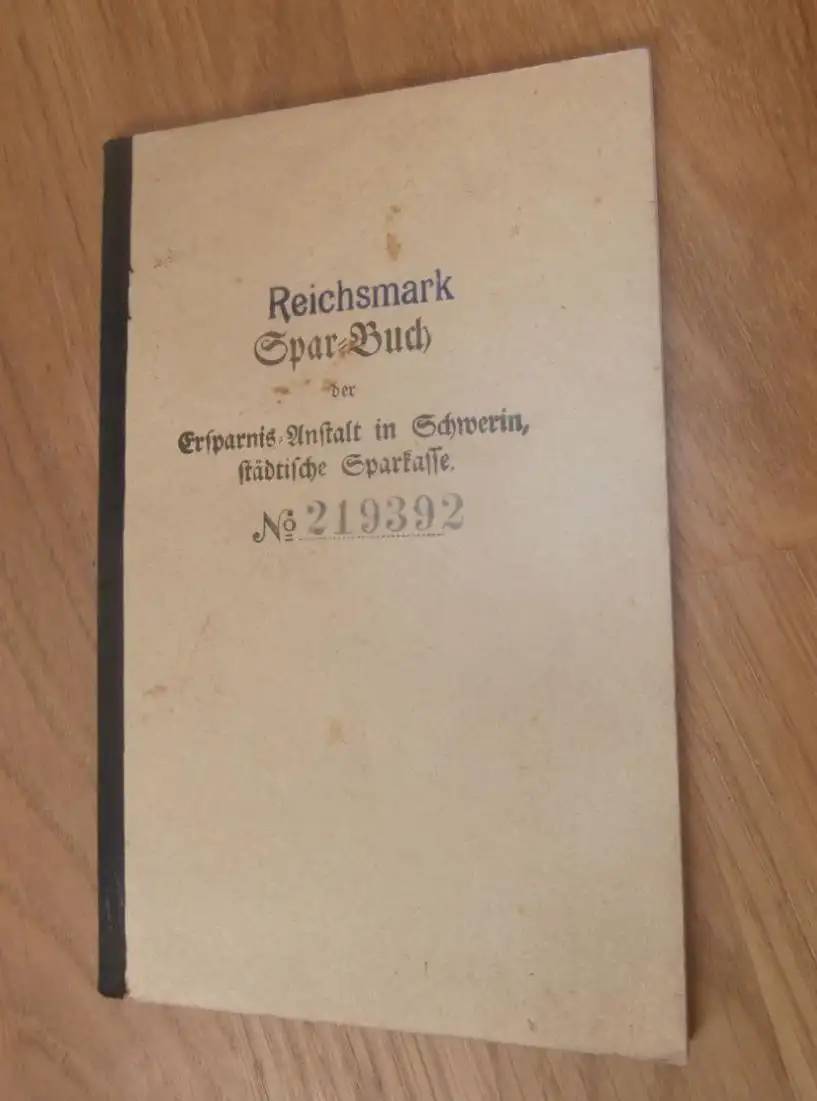 Reichsmark
Spar-Buch
der
Ersparnis-Anstalt in Schwerin,
städtische Sparkasse.
No 219392